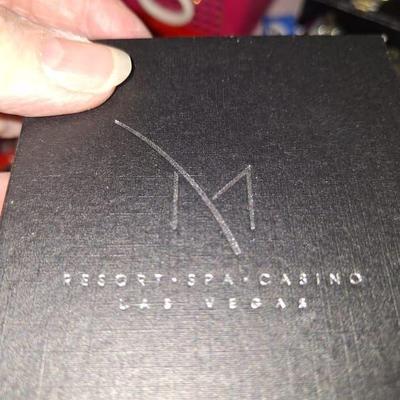 M
RESORT · SPA · CASINO
LAS VEGAS